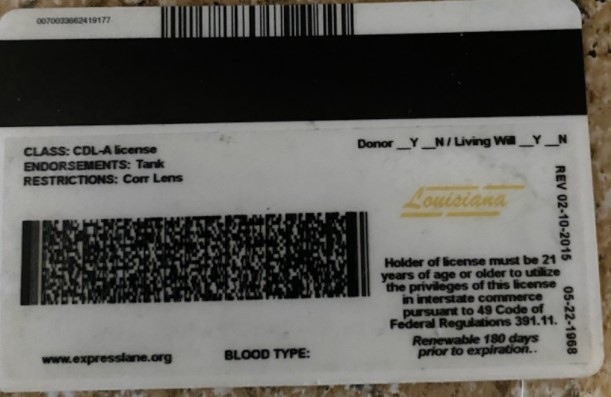 0070033662419177
CLASS: CDL-A license
ENDORSEMENTS: Tank
RESTRICTIONS: Corr Lens
Donor __Y __N / Living Will __Y __N
Louisiana
REV 02-10-2015
05-22-1968
Holder of license must be 21
years of age or older to utilize
the privileges of this license
in interstate commerce
pursuant to 49 Code of
Federal Regulations 391.11.
Renewable 180 days
prior to expiration..
www.expresslane.org
BLOOD TYPE: